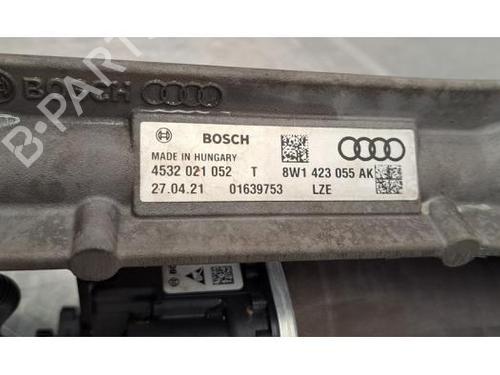 BOSCH
B-PARTS
BOSCH
MADE IN HUNGARY
4532 021 052 T 8W1 423 055 AK
27.04.21 01639753 LZE